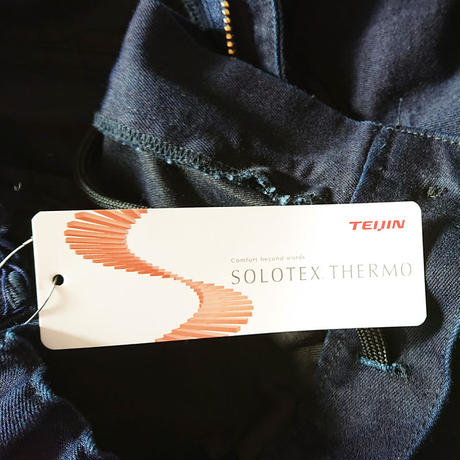 TEIJIN
Comfort beyond words
SOLOTEX THERMO